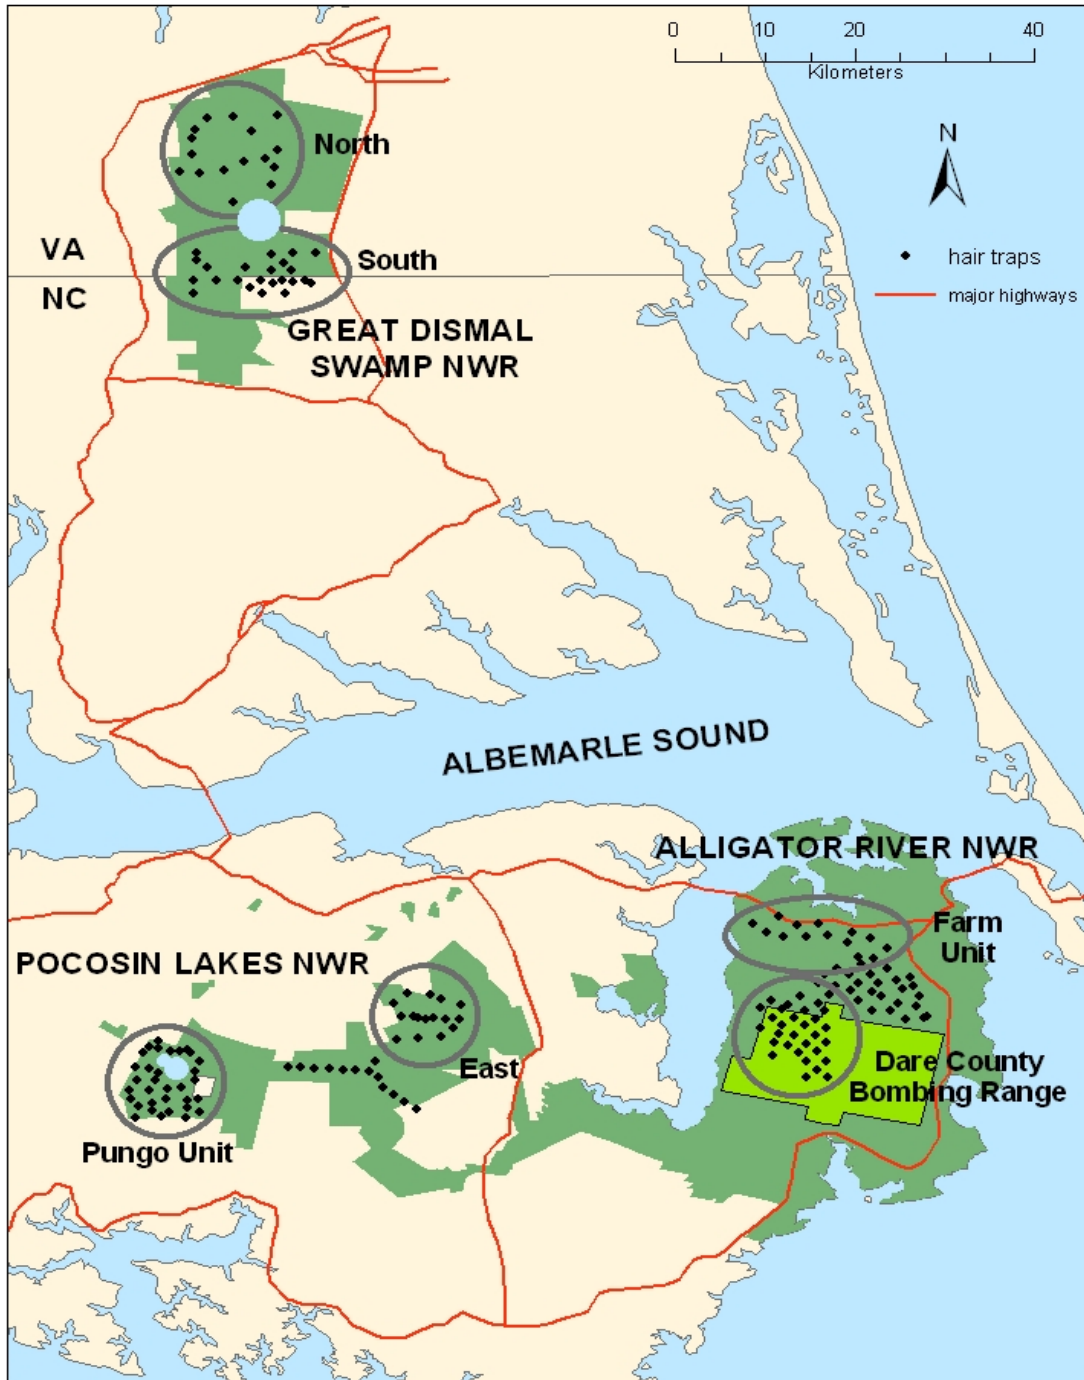 0 10 20 40
Kilometers
N
North
hair traps
VA
South
major highways
NC
GREAT DISMAL
SWAMP NWR
ALBEMARLE SOUND
ALLIGATOR RIVER NWR
Farm
Unit
POCOSIN LAKES NWR
East
Dare County
Bombing Range
Pungo Unit